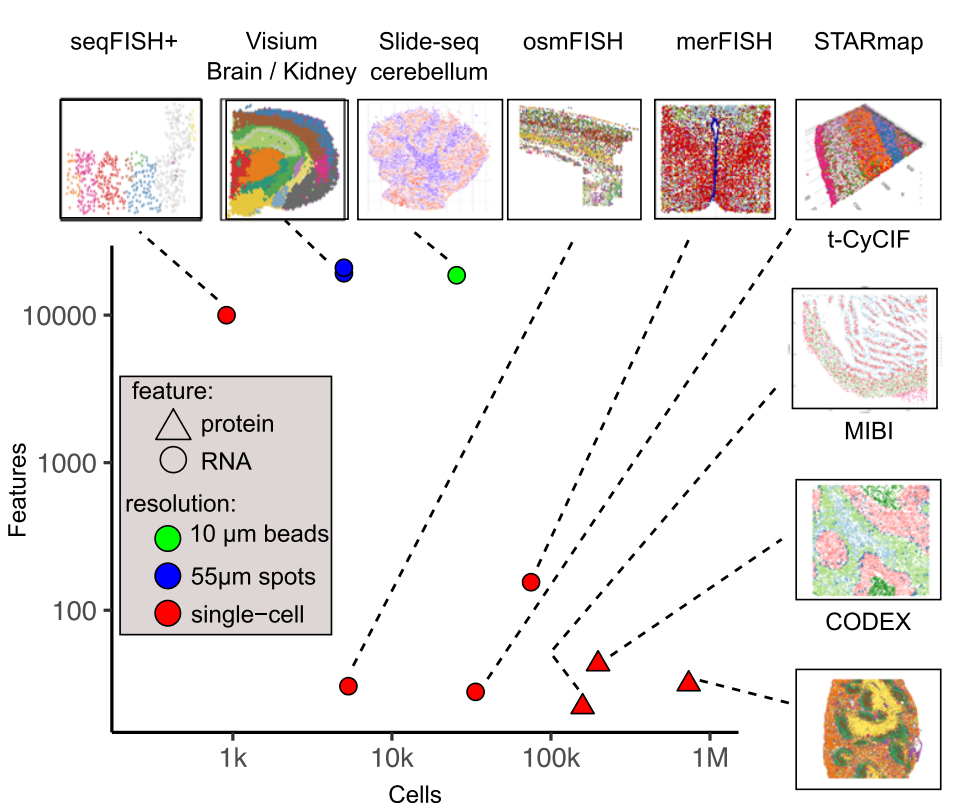 seqFISH+
Visium
Brain / Kidney
Slide-seq
cerebellum
osmFISH
merFISH
STARmap
t-CyCIF
MIBI
CODEX
10000
1000
100
Features
feature:
protein
RNA
resolution:
10 µm beads
55µm spots
single−cell
1k
10k
100k
1M
Cells